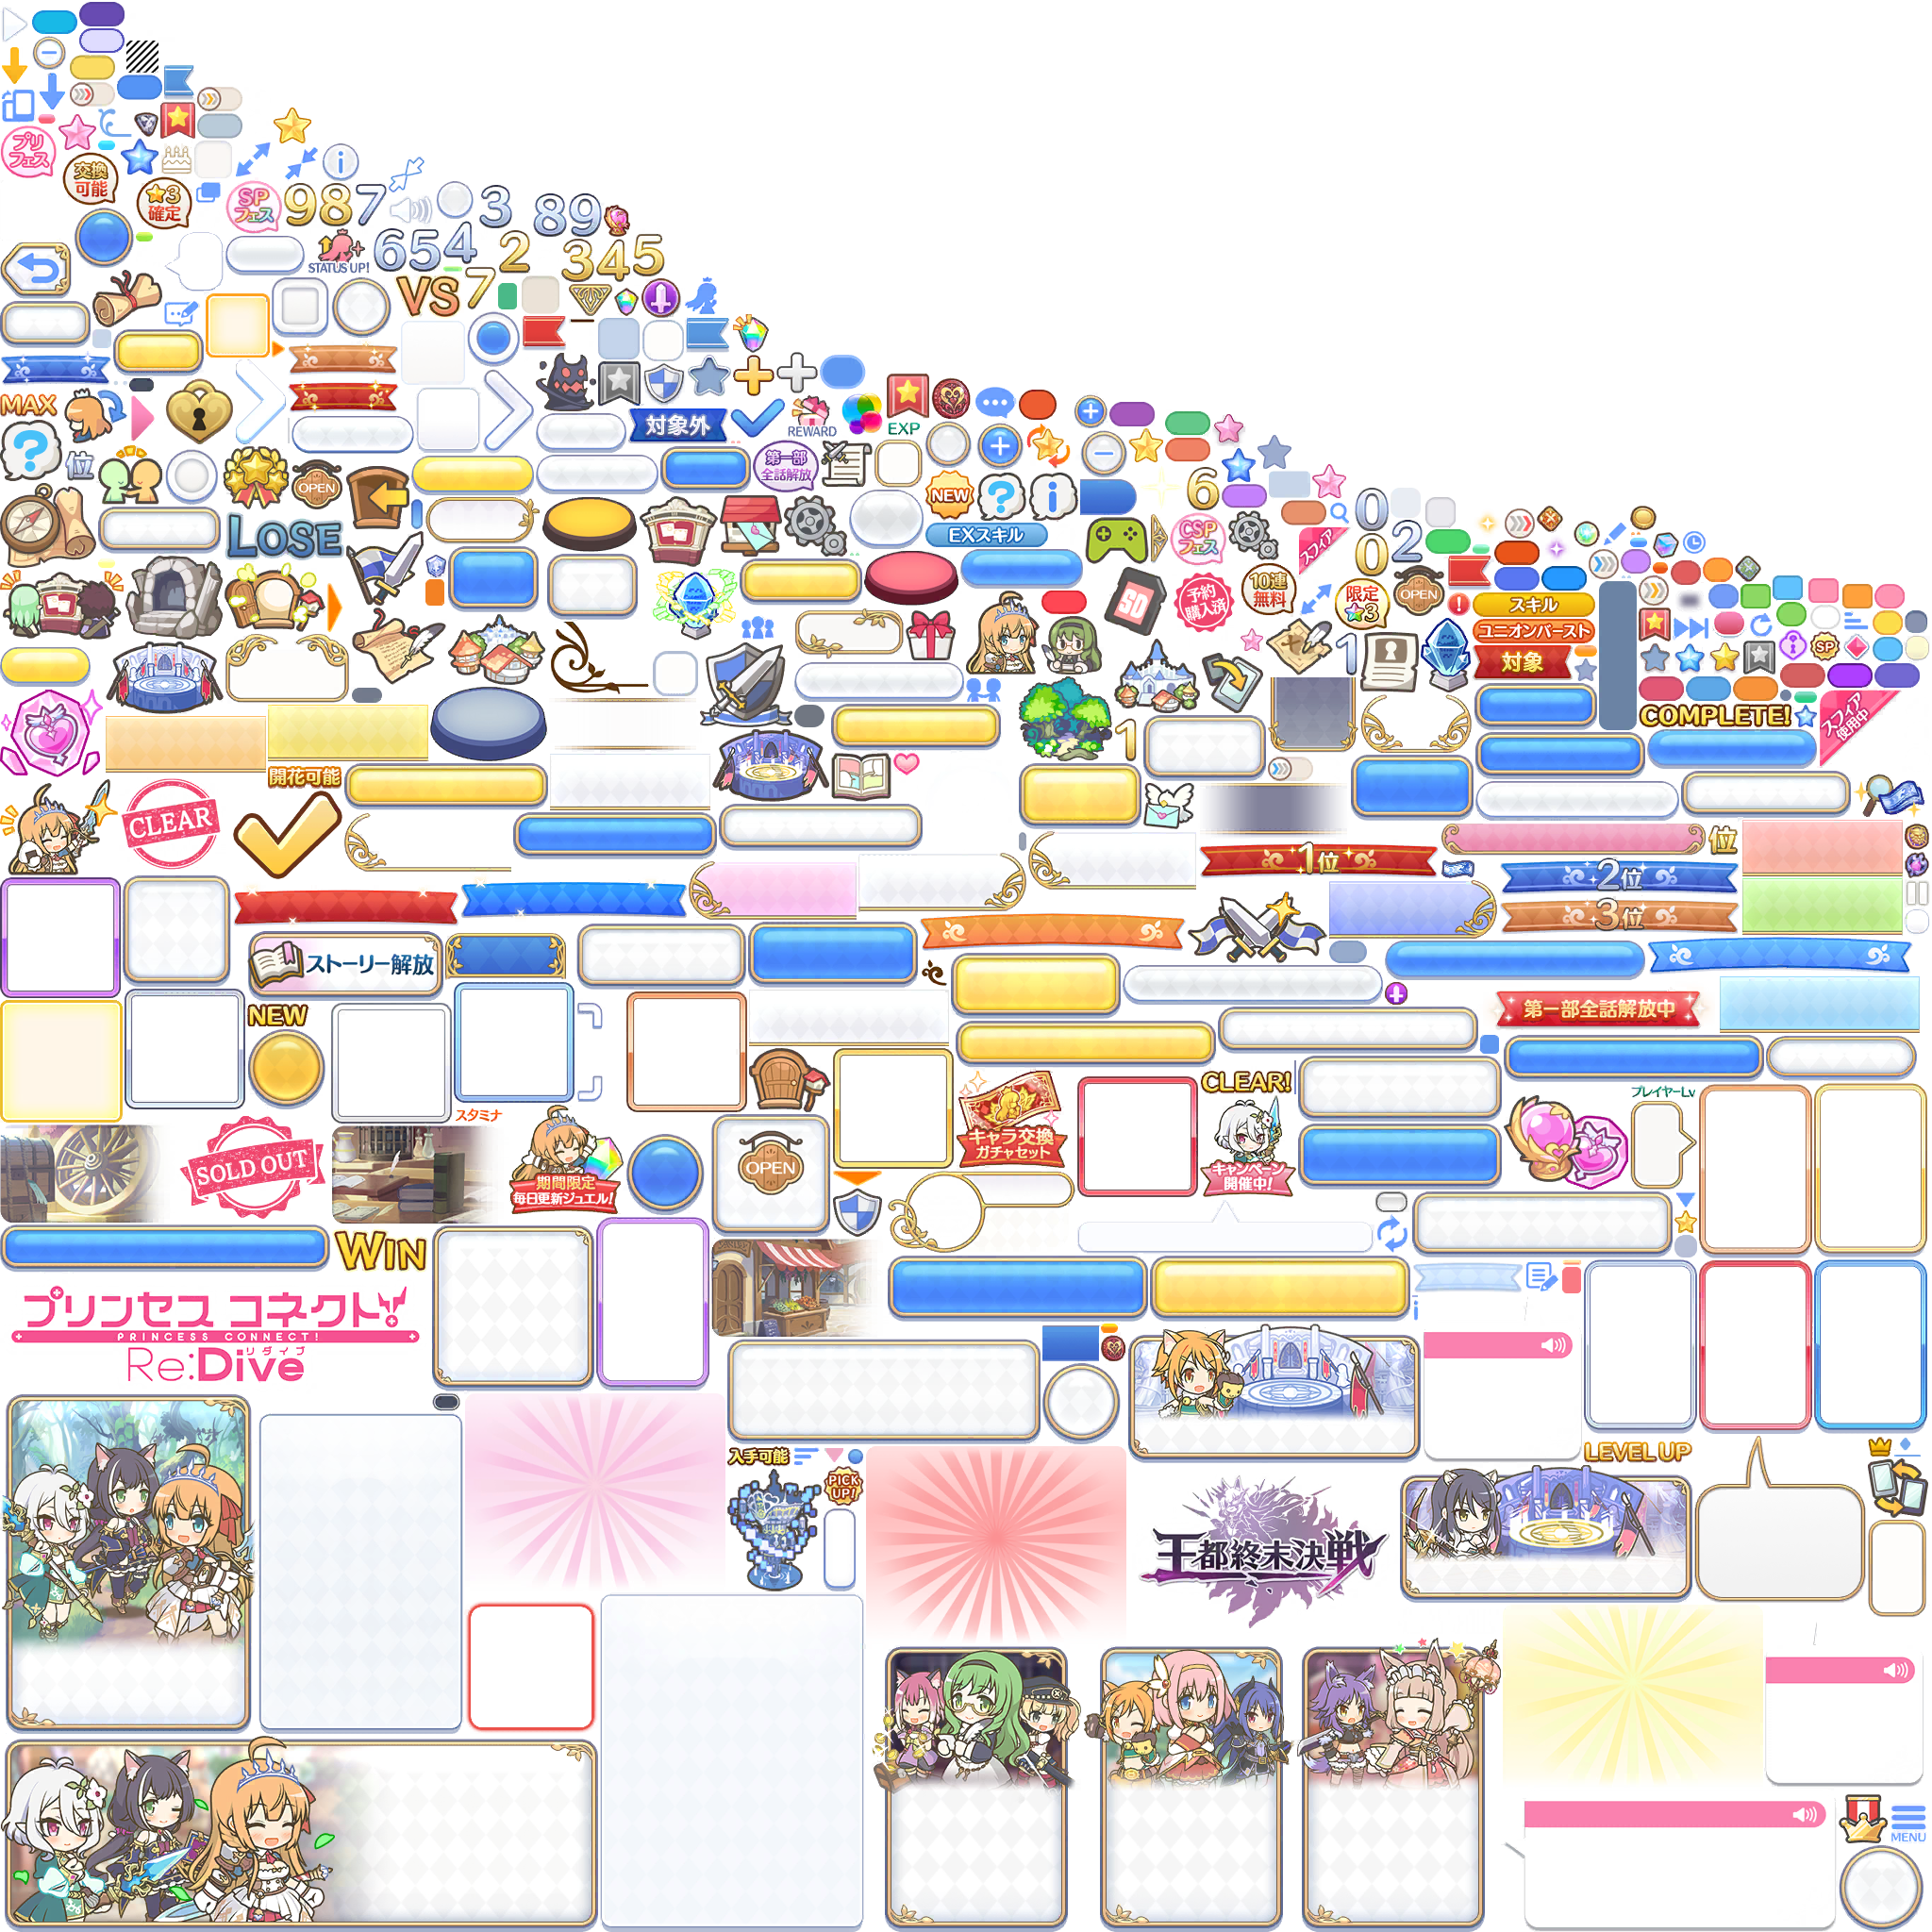 プリ
フェス
交換
可能
★3
確定
SP
フェス
987
3
89
654
2
345
STATUS UP!
VS
7
MAX
対象外
REWARD
EXP
位
OPEN
第一部
全話解放
NEW
6
LOSE
EXスキル
CSP
フェス
スフィア
0
0
2
SD
予約
購入済
10連
無料
限定
★3
OPEN
スキル
ユニオンバースト
対象
1
SP
COMPLETE!
スフィア
使用中
1
開花可能
CLEAR
1位
位
2位
3位
ストーリー解放
NEW
第一部全話解放中
スタミナ
CLEAR!
プレイヤーLv
キャラ交換
ガチャセット
キャンペーン
開催中!
SOLD OUT
期間限定
毎日更新ジュエル!
OPEN
WIN
プリンセス コネクト!
PRINCESS CONNECT!
Re:Dive
リダイブ
入手可能
PICK
UP!
LEVEL UP
王都終末決戦
MENU